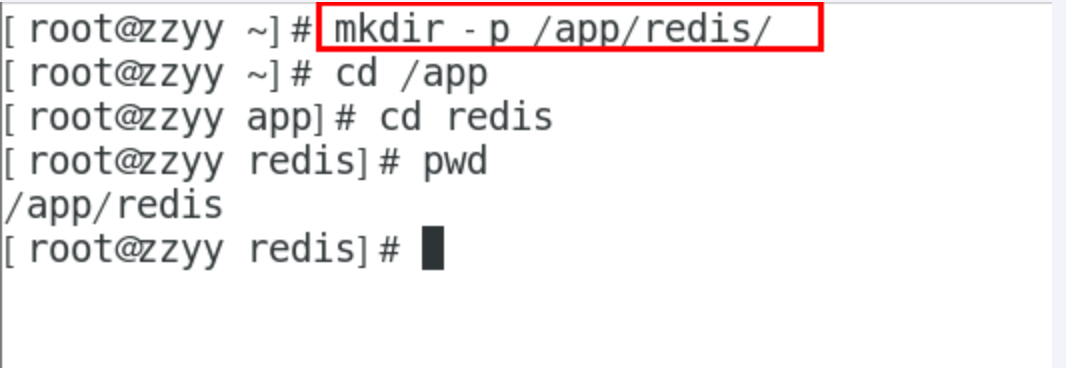 [root@zzyy ~]# mkdir -p /app/redis/
[root@zzyy ~]# cd /app
[root@zzyy app]# cd redis
[root@zzyy redis]# pwd
/app/redis
[root@zzyy redis]#